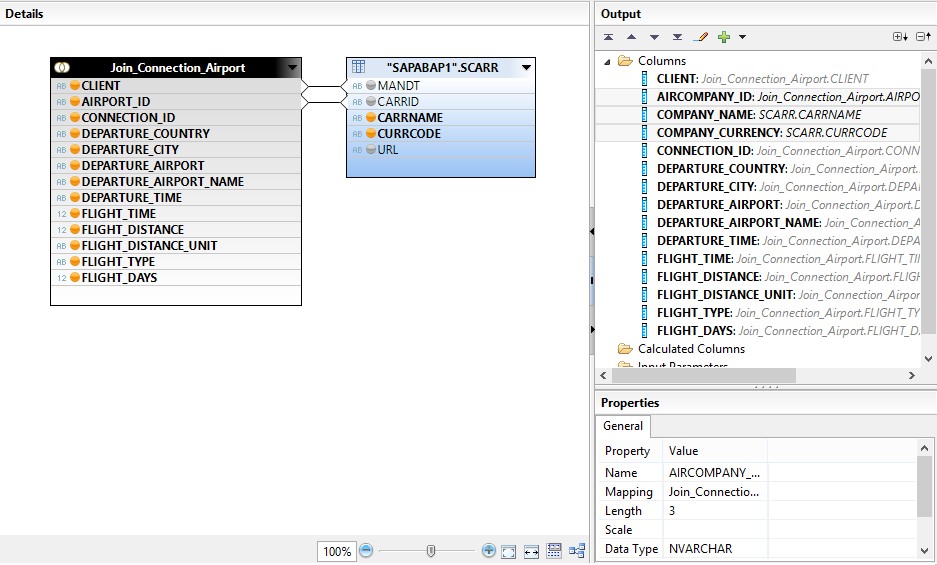 Details
Join_Connection_Airport
AB CLIENT
AB AIRPORT_ID
AB CONNECTION_ID
AB DEPARTURE_COUNTRY
AB DEPARTURE_CITY
AB DEPARTURE_AIRPORT
AB DEPARTURE_AIRPORT_NAME
AB DEPARTURE_TIME
12 FLIGHT_TIME
12 FLIGHT_DISTANCE
AB FLIGHT_DISTANCE_UNIT
AB FLIGHT_TYPE
12 FLIGHT_DAYS
"SAPABAP1".SCARR
AB MANDT
AB CARRID
AB CARRNAME
AB CURRCODE
AB URL
100%
Output
Columns
CLIENT: Join_Connection_Airport.CLIENT
AIRCOMPANY_ID: Join_Connection_Airport.AIRPO
COMPANY_NAME: SCARR.CARRNAME
COMPANY_CURRENCY: SCARR.CURRCODE
CONNECTION_ID: Join_Connection_Airport.CONN
DEPARTURE_COUNTRY: Join_Connection_Airport.
DEPARTURE_CITY: Join_Connection_Airport.DEPA
DEPARTURE_AIRPORT: Join_Connection_Airport.D
DEPARTURE_AIRPORT_NAME: Join_Connection_A
DEPARTURE_TIME: Join_Connection_Airport.DEPA
FLIGHT_TIME: Join_Connection_Airport.FLIGHT_TI
FLIGHT_DISTANCE: Join_Connection_Airport.FLIGH
FLIGHT_DISTANCE_UNIT: Join_Connection_Airpor
FLIGHT_TYPE: Join_Connection_Airport.FLIGHT_TY
FLIGHT_DAYS: Join_Connection_Airport.FLIGHT_DA
Calculated Columns
Input Parameters
Properties
General
Property Value
Name AIRCOMPANY_...
Mapping Join_Connectio...
Length 3
Scale
Data Type NVARCHAR